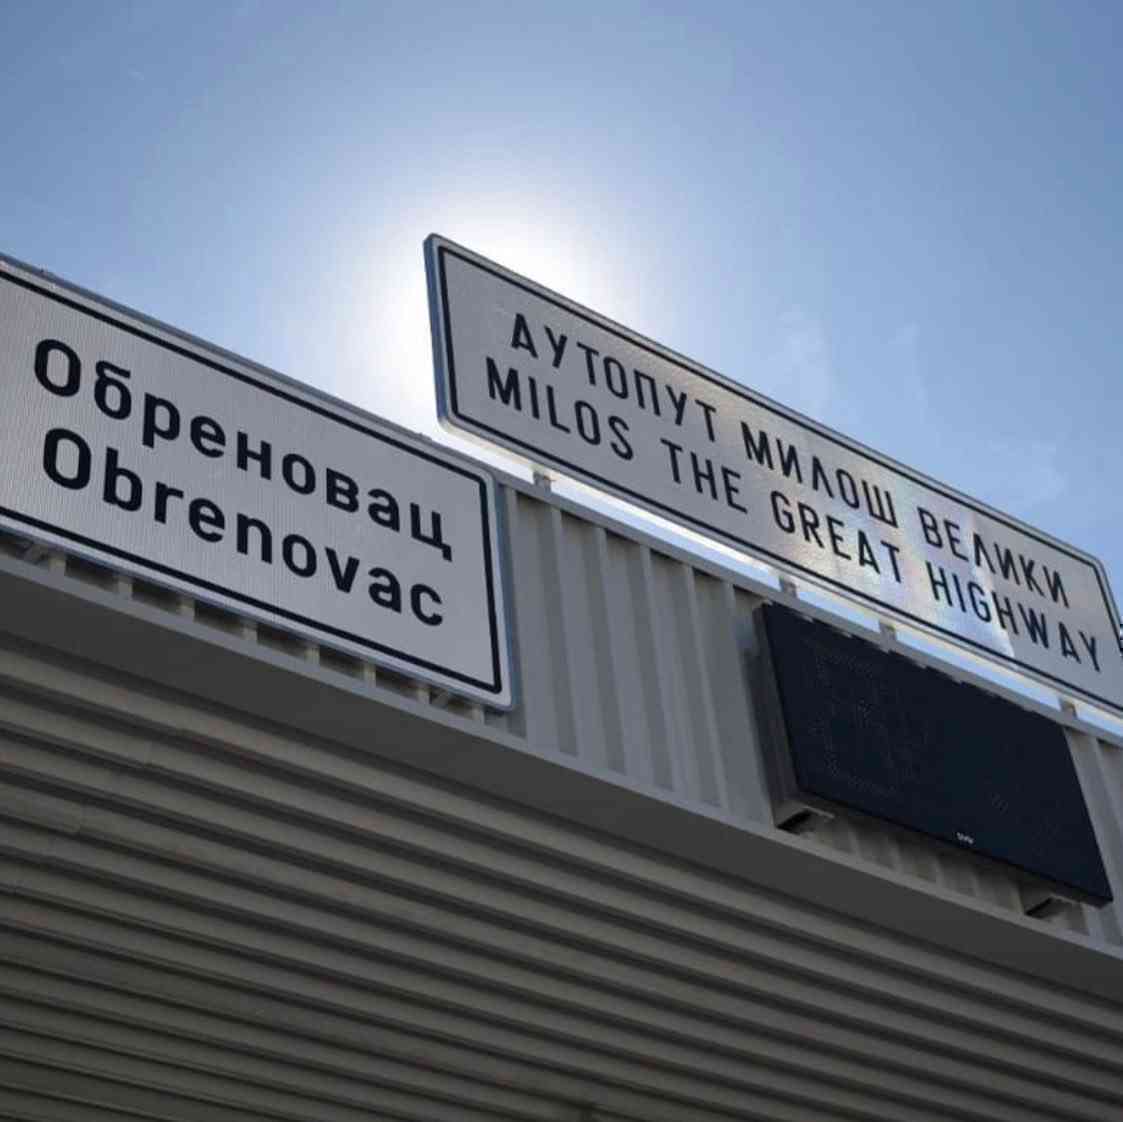 Обреновац
Obrenovac
АУТОПУТ МИЛОШ ВЕЛИКИ
MILOS THE GREAT HIGHWAY